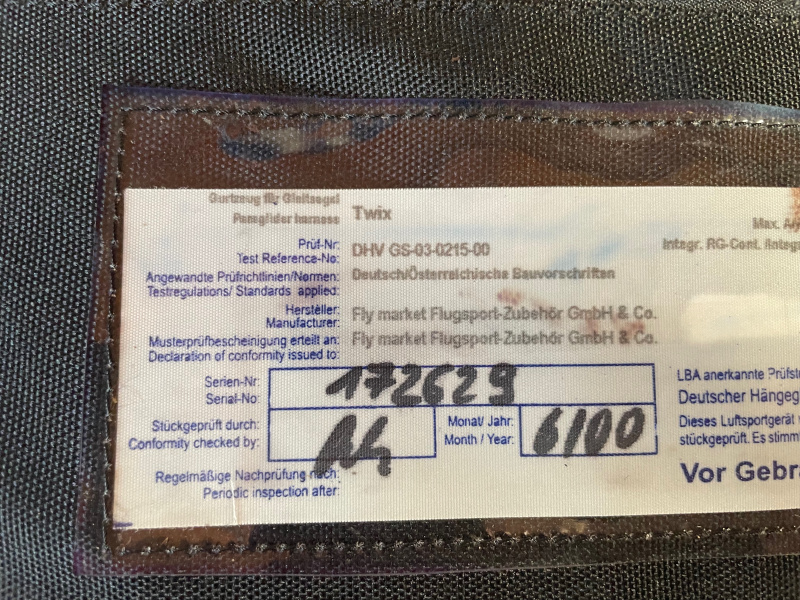 Gurtzeug für Gleitsegel
Paraglider harness Twix
Max. 
Prüf-Nr: DHV GS-03-0215-00
Test Reference-No:
Integr. RG-Cont.
Angewandte Prüfrichtlinien/Normen: Deutsch/Österreichische Bauvorschriften
Testregulations/ Standards applied:
Hersteller: Fly market Flugsport-Zubehör GmbH & Co.
Manufacturer:
Musterprüfbescheinigung erteilt an: Fly market Flugsport-Zubehör GmbH & Co.
Declaration of conformity issued to:
Serien-Nr: 172629
Serial-No:
Stückgeprüft durch:
Conformity checked by:
Monat/ Jahr: 6/00
Month / Year:
Regelmäßige Nachprüfung nach:
Periodic inspection after:
LBA anerkannte Prüfst
Deutscher Hängeg
Dieses Luftsportgerät
stückgeprüft. Es stimm
Vor Gebra